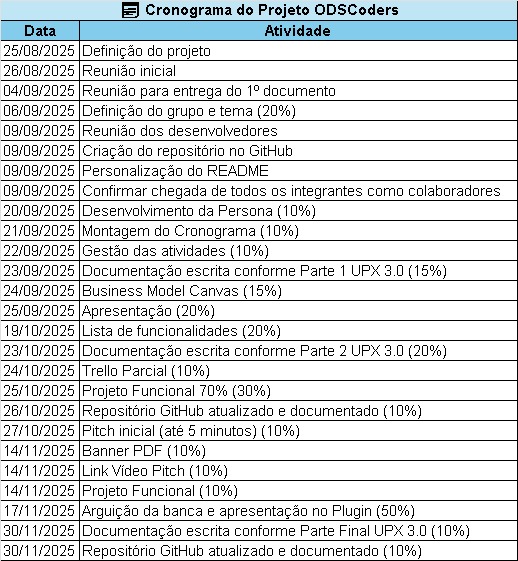 Cronograma do Projeto ODSCoders
Data Atividade
25/08/2025 Definição do projeto
26/08/2025 Reunião inicial
04/09/2025 Reunião para entrega do 1º documento
06/09/2025 Definição do grupo e tema (20%)
09/09/2025 Reunião dos desenvolvedores
09/09/2025 Criação do repositório no GitHub
09/09/2025 Personalização do README
09/09/2025 Confirmar chegada de todos os integrantes como colaboradores
20/09/2025 Desenvolvimento da Persona (10%)
21/09/2025 Montagem do Cronograma (10%)
22/09/2025 Gestão das atividades (10%)
23/09/2025 Documentação escrita conforme Parte 1 UPX 3.0 (15%)
24/09/2025 Business Model Canvas (15%)
25/09/2025 Apresentação (20%)
19/10/2025 Lista de funcionalidades (20%)
23/10/2025 Documentação escrita conforme Parte 2 UPX 3.0 (20%)
24/10/2025 Trello Parcial (10%)
25/10/2025 Projeto Funcional 70% (30%)
26/10/2025 Repositório GitHub atualizado e documentado (10%)
27/10/2025 Pitch inicial (até 5 minutos) (10%)
14/11/2025 Banner PDF (10%)
14/11/2025 Link Vídeo Pitch (10%)
14/11/2025 Projeto Funcional (10%)
17/11/2025 Arguição da banca e apresentação no Plugin (50%)
30/11/2025 Documentação escrita conforme Parte Final UPX 3.0 (10%)
30/11/2025 Repositório GitHub atualizado e documentado (10%)